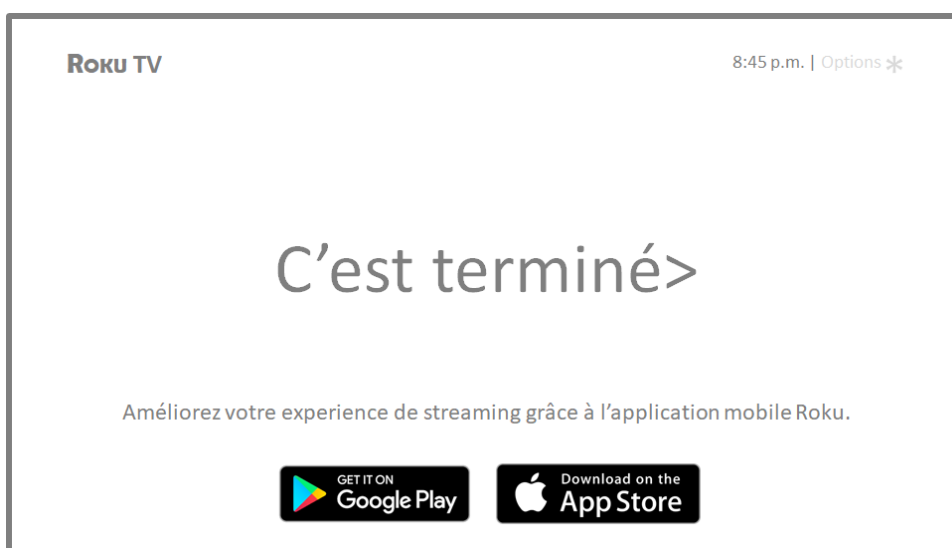 ROKU TV
8:45 p.m. | Options *
C’est terminé>
Améliorez votre experience de streaming grâce à l’application mobile Roku.
GET IT ON
Google Play
Download on the
App Store